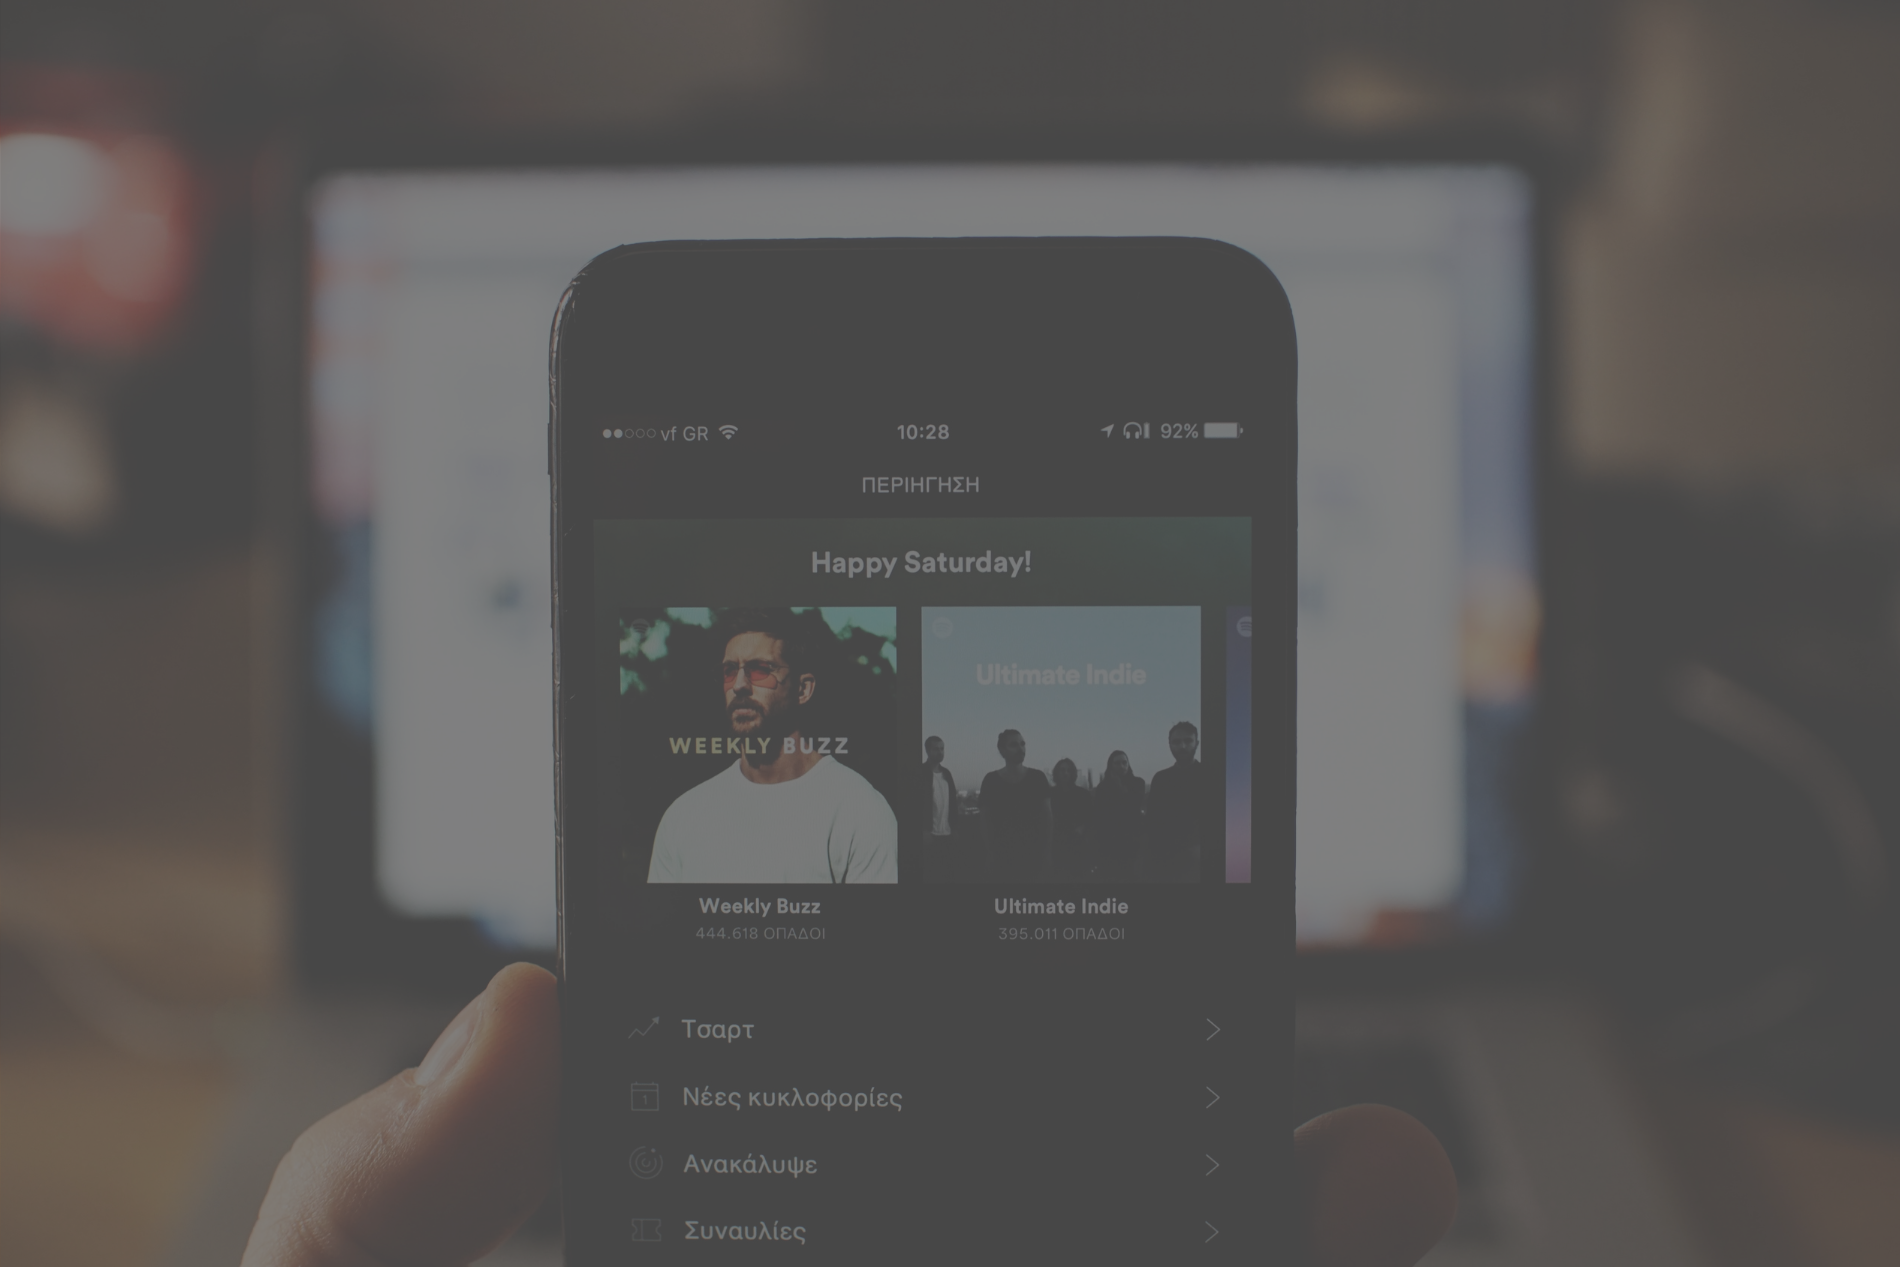 vf GR 10:28 92%
ΠΕΡΙΗΓΗΣΗ
Happy Saturday!
WEEKLY BUZZ
Ultimate Indie
Weekly Buzz
444.618 ΟΠΑΔΟΙ
Ultimate Indie
395.011 ΟΠΑΔΟΙ
Τσαρτ
1 Νέες κυκλοφορίες
Ανακάλυψε
Συναυλίες